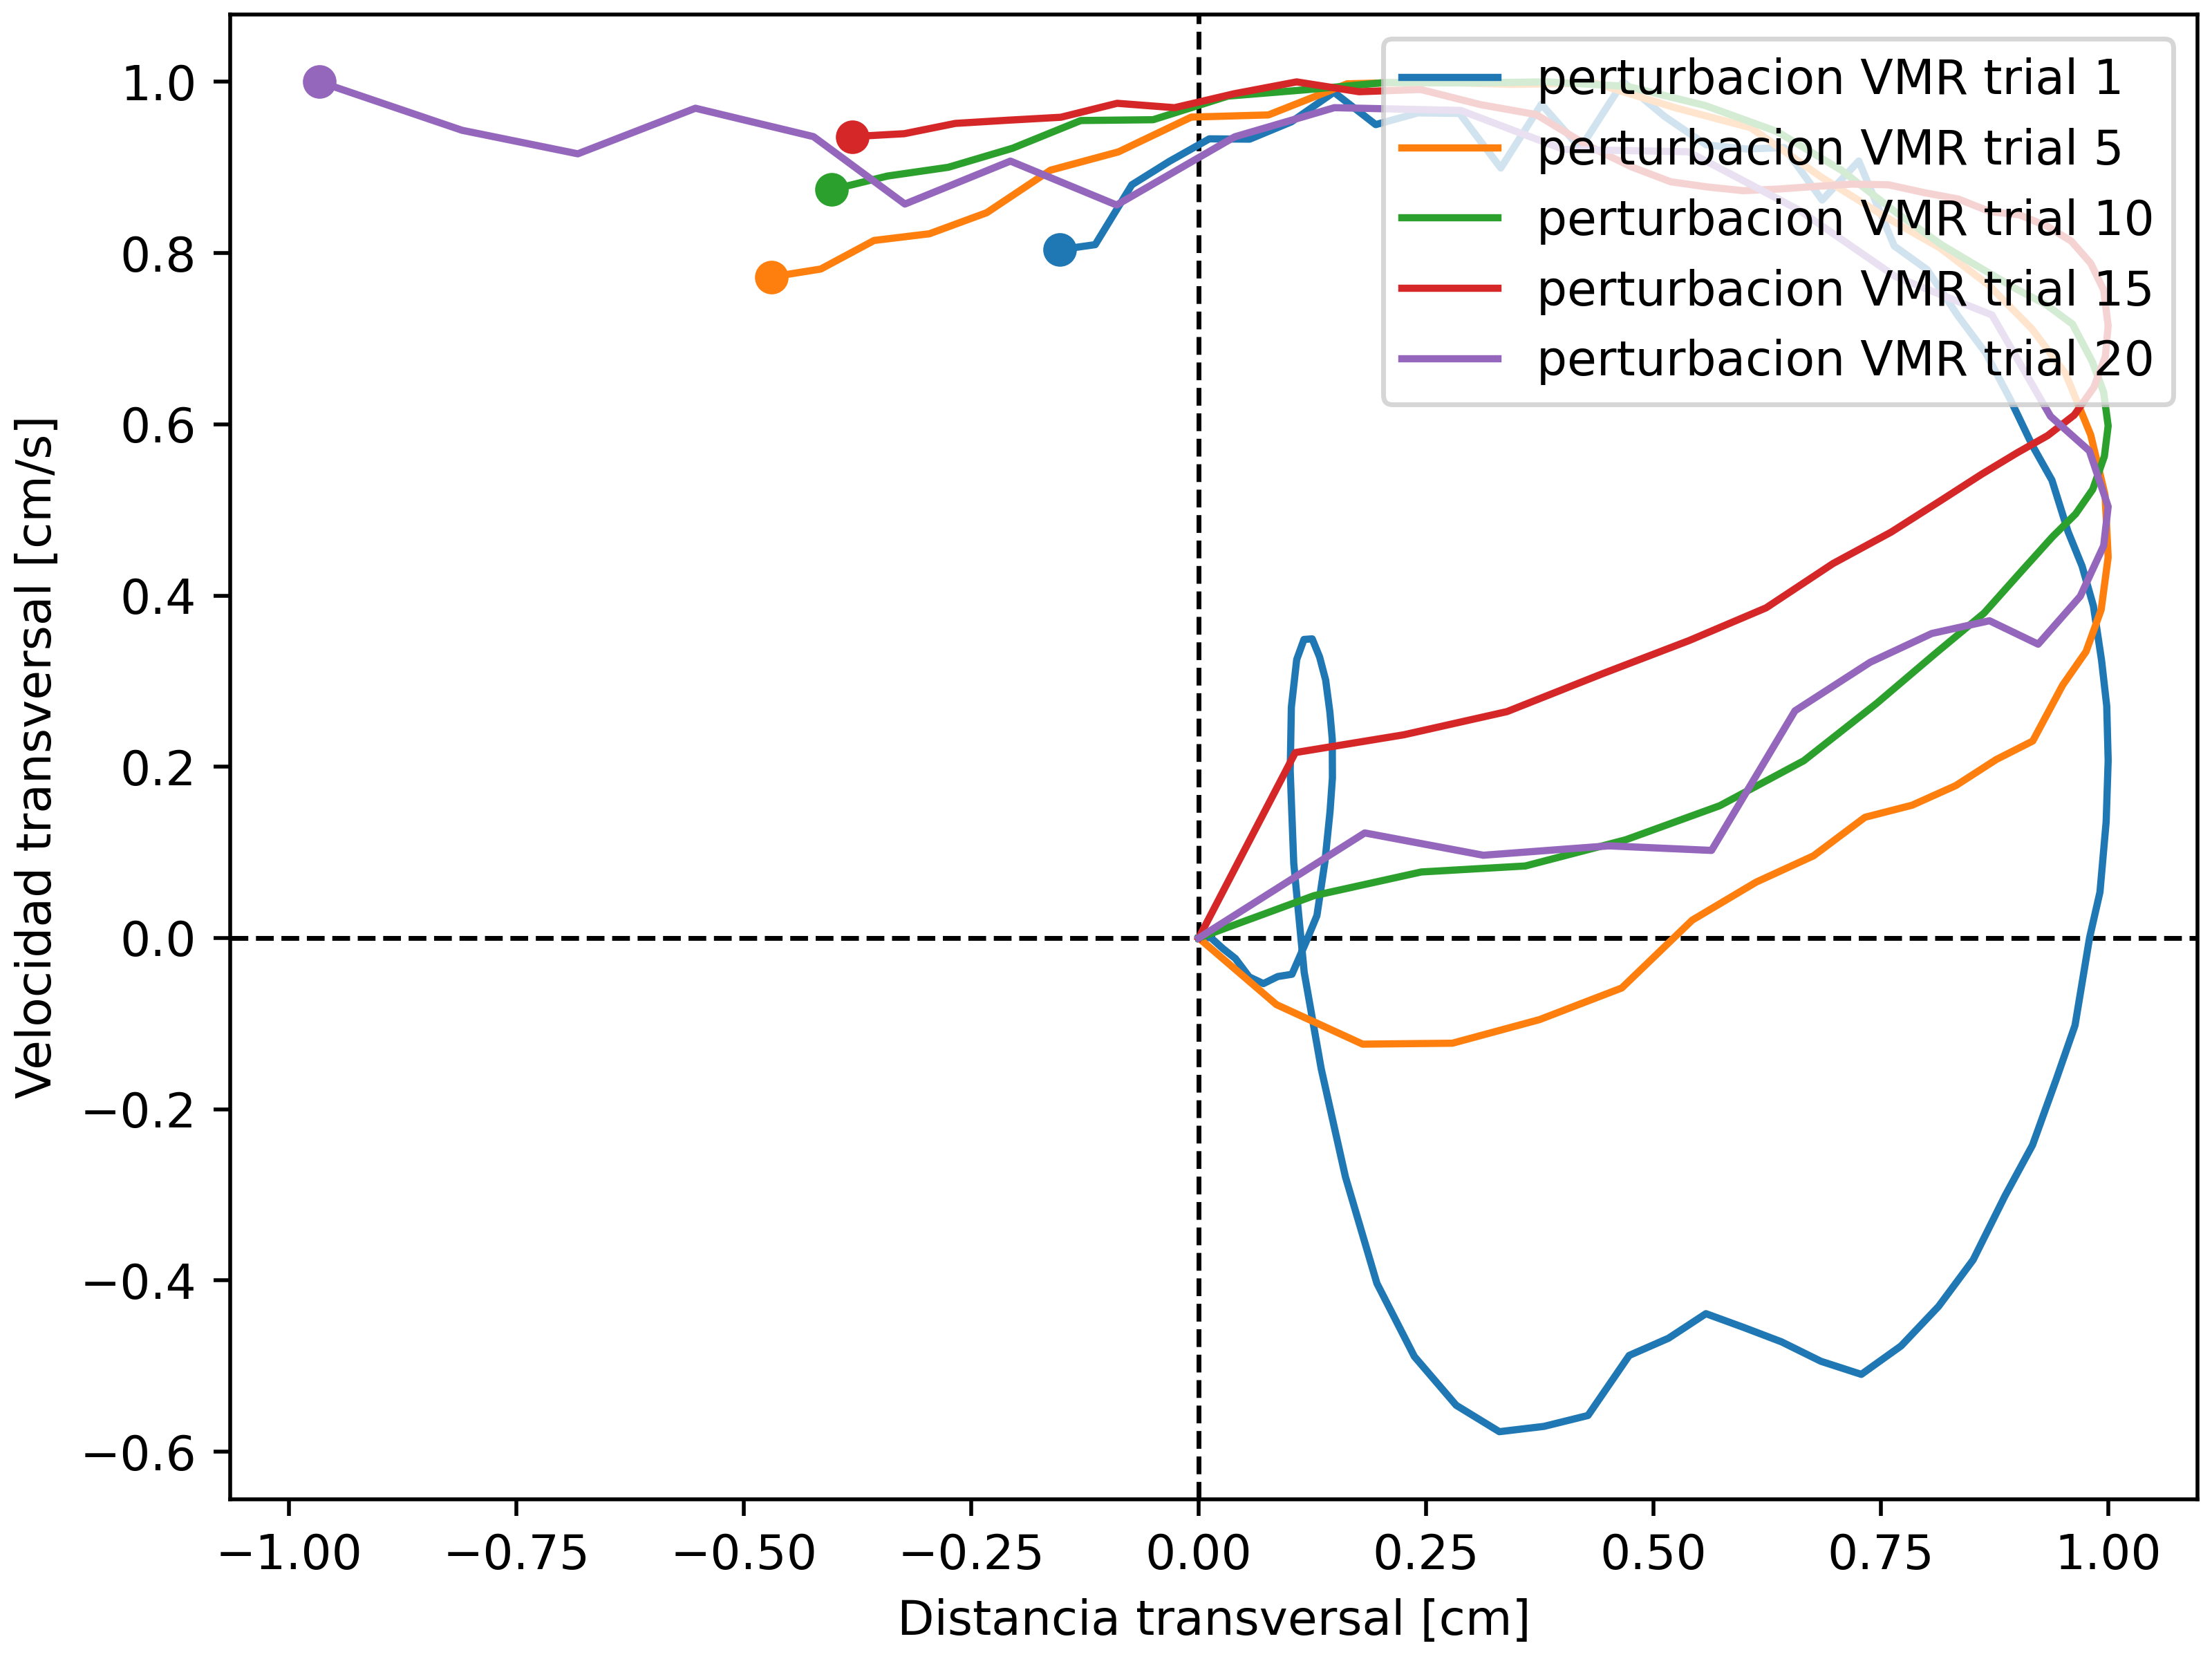 perturbacion VMR trial 1
perturbacion VMR trial 5
perturbacion VMR trial 10
perturbacion VMR trial 15
perturbacion VMR trial 20
Velocidad transversal [cm/s]
1.0
0.8
0.6
0.4
0.2
0.0
−0.2
−0.4
−0.6
−1.00 −0.75 −0.50 −0.25 0.00 0.25 0.50 0.75 1.00
Distancia transversal [cm]